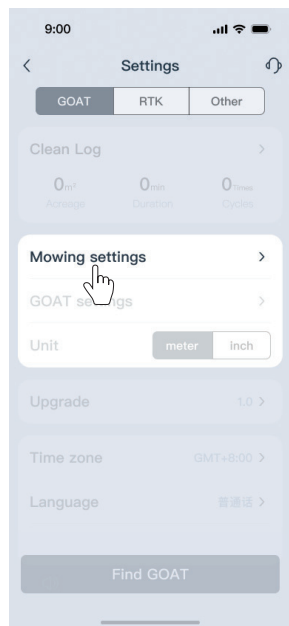 9:00
Settings
GOAT RTK Other
Clean Log
0m² 0min 0Times
Acreage Duration Cycles
Mowing settings
GOAT settings
Unit meter inch
Upgrade 1.0
Time zone GMT+8:00
Language 普通话
Find GOAT